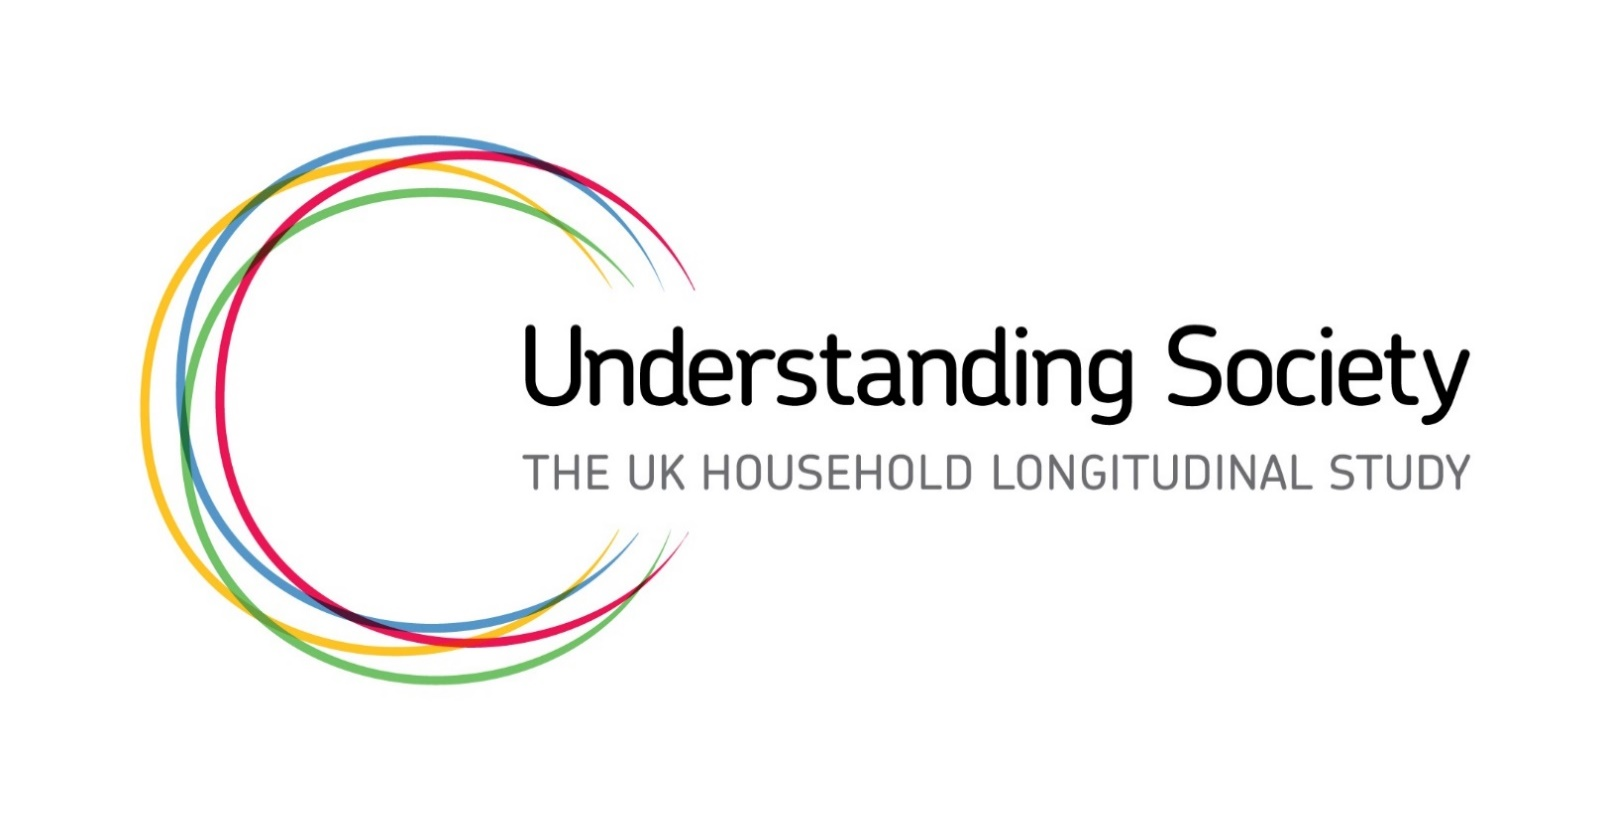 Understanding Society
THE UK HOUSEHOLD LONGITUDINAL STUDY